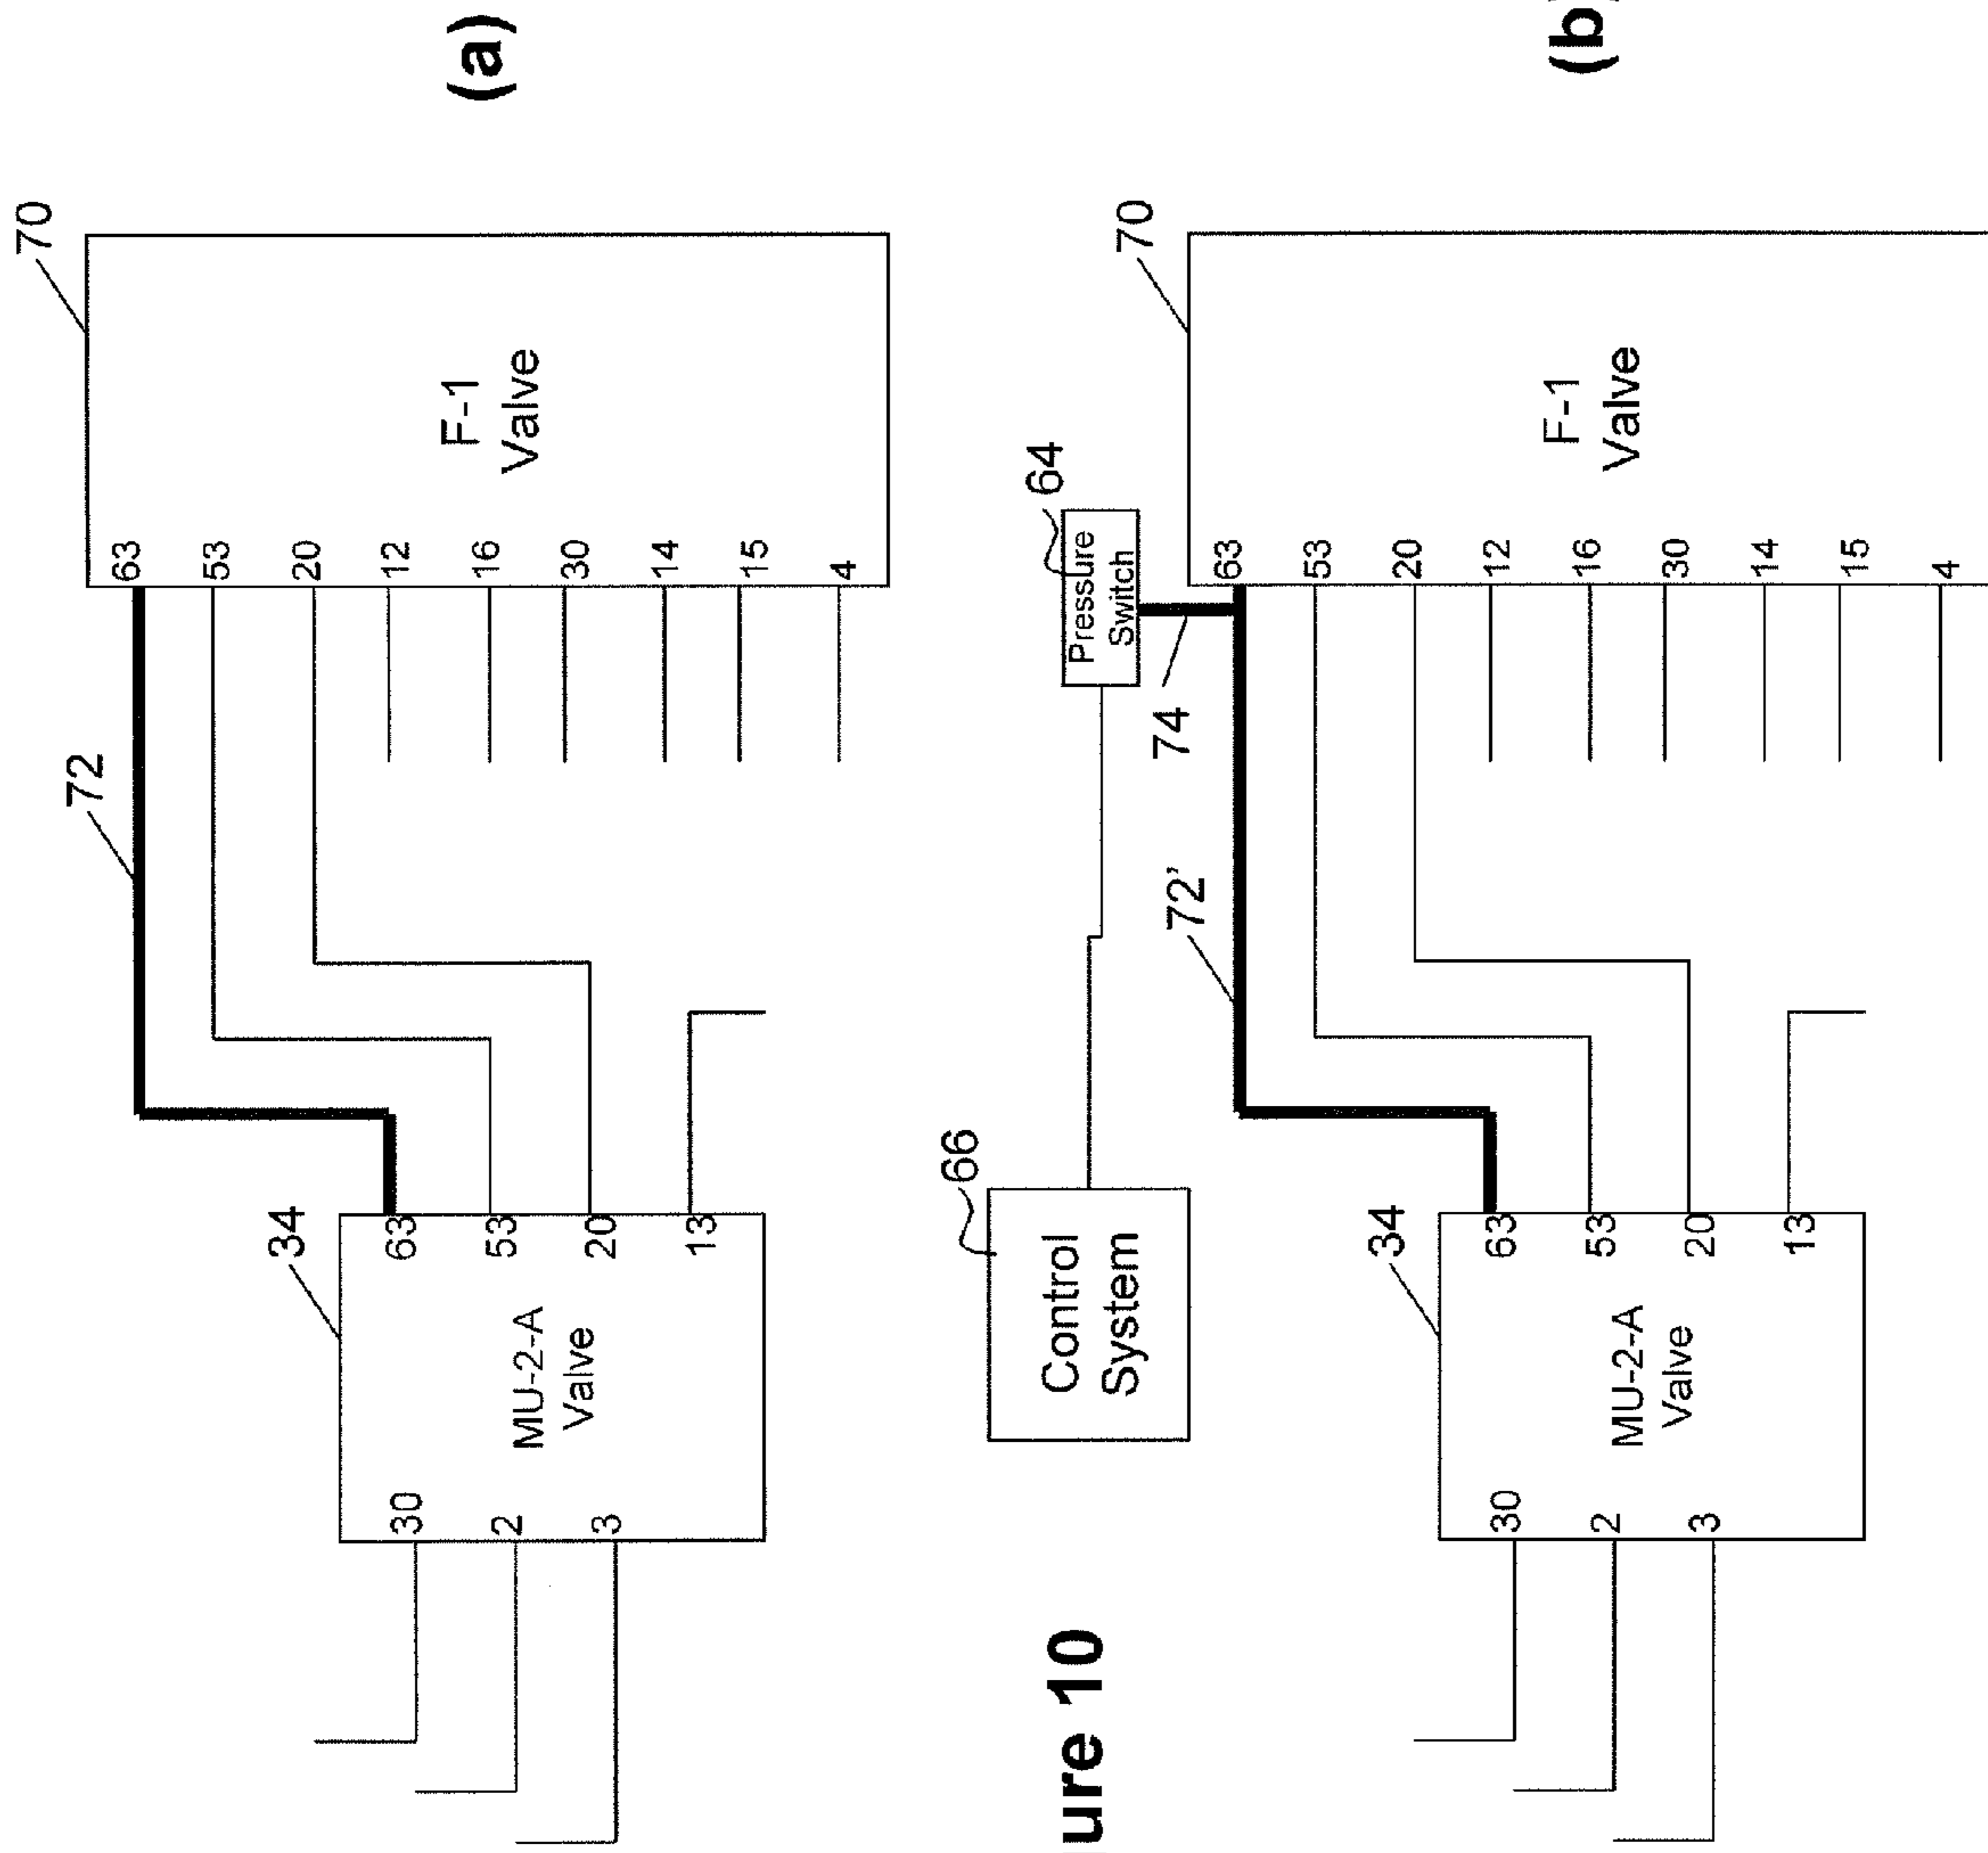 70
72
34
63
53
20
12
16
30
14
15
4
F-1
Valve
30
2
3
MU-2-A
Valve
63
53
20
13
(a)
ure 10
66
Control
System
64
Pressure
Switch
74
72'
70
34
30
2
3
MU-2-A
Valve
63
53
20
13
63
53
20
12
16
30
14
15
4
F-1
Valve
(b)